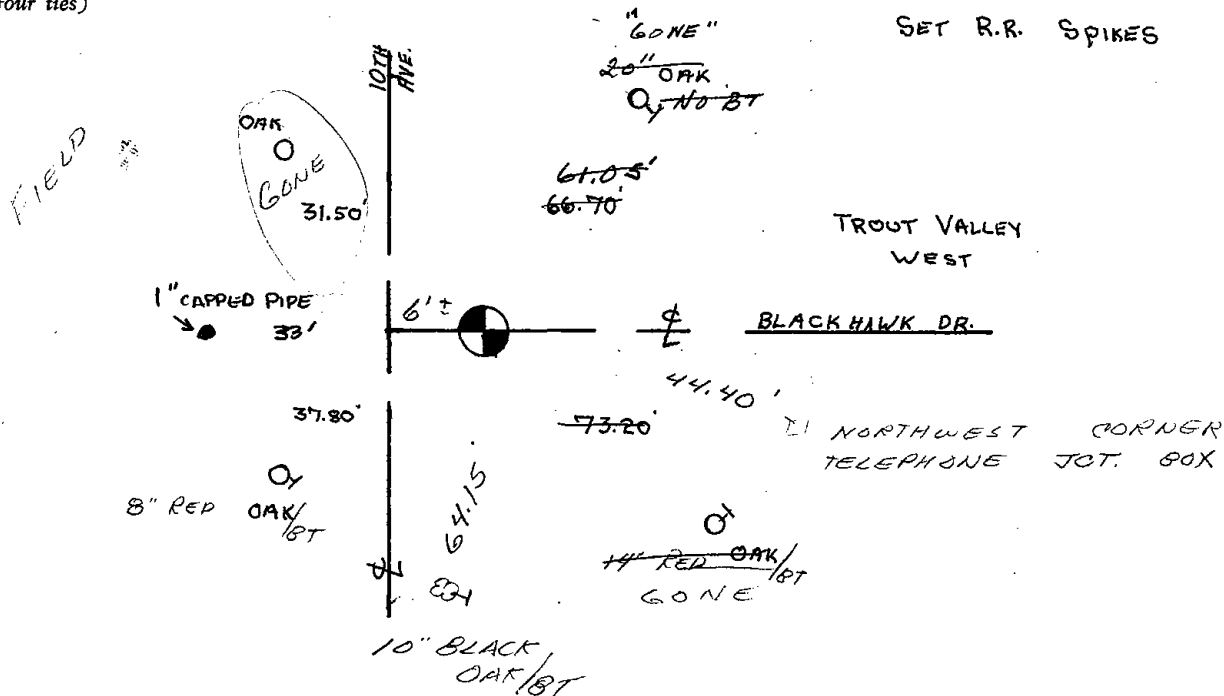 four ties)
"GONE"
20" OAK
NO BT
SET R.R. SPIKES
10TH AVE.
OAK
GONE
31.50'
FIELD
61.05'
66.70'
TROUT VALLEY
WEST
1" CAPPED PIPE
33'
6' ±
℄
BLACKHAWK DR.
44.40'
37.80'
73.20'
NORTHWEST CORNER
TELEPHONE JCT. BOX
8" RED OAK/BT
64.15
14" RED OAK/BT
GONE
℄
10" BLACK
OAK/BT